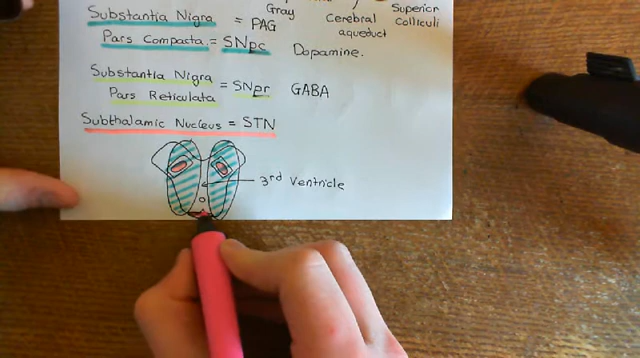 Substantia Nigra = PAG
Gray
Cerebral aqueduct
Superior Colliculi
Pars Compacta = SNpc Dopamine.
Substantia Nigra
Pars Reticulata = SNpr GABA
Subthalamic Nucleus = STN
3rd Ventricle